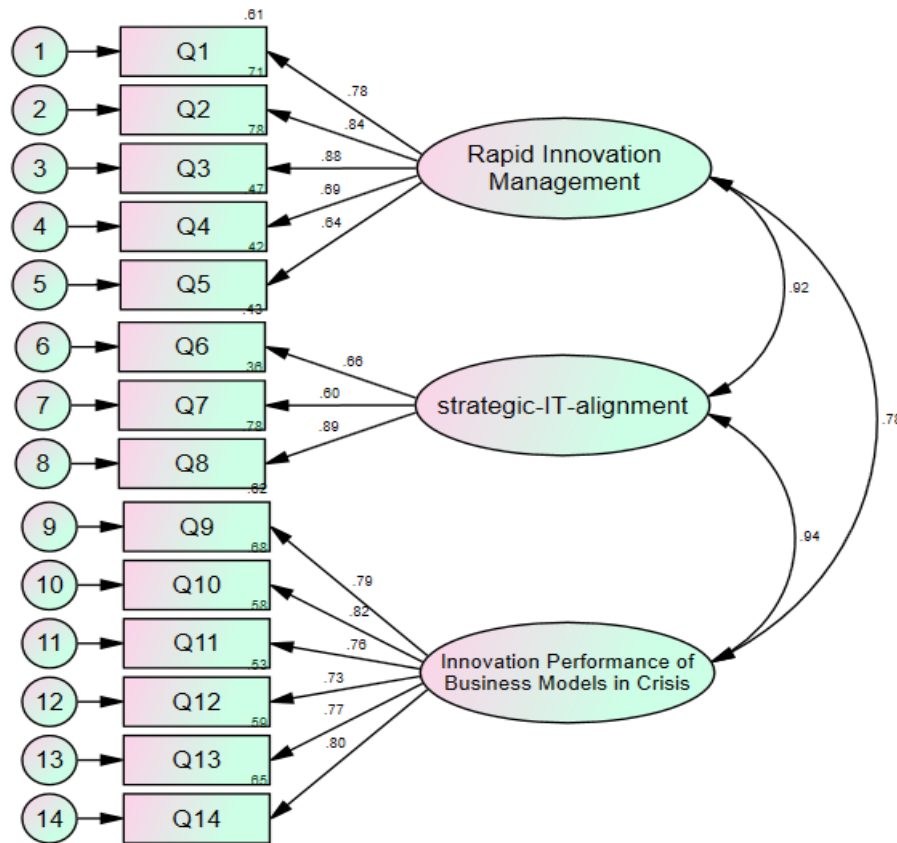 .61
1 Q1
.71
.78
2 Q2
.78
.84
Rapid Innovation
Management
3 Q3
.47
.88
4 Q4
.42
.69
5 Q5
.43
.64
.92
6 Q6
.36
.66
7 Q7
.78
.60
strategic-IT-alignment
.78
8 Q8
.62
.89
9 Q9
.68
.94
10 Q10
.58
.79
.82
11 Q11
.53
.76
Innovation Performance of
Business Models in Crisis
12 Q12
.59
.73
13 Q13
.65
.77
.80
14 Q14